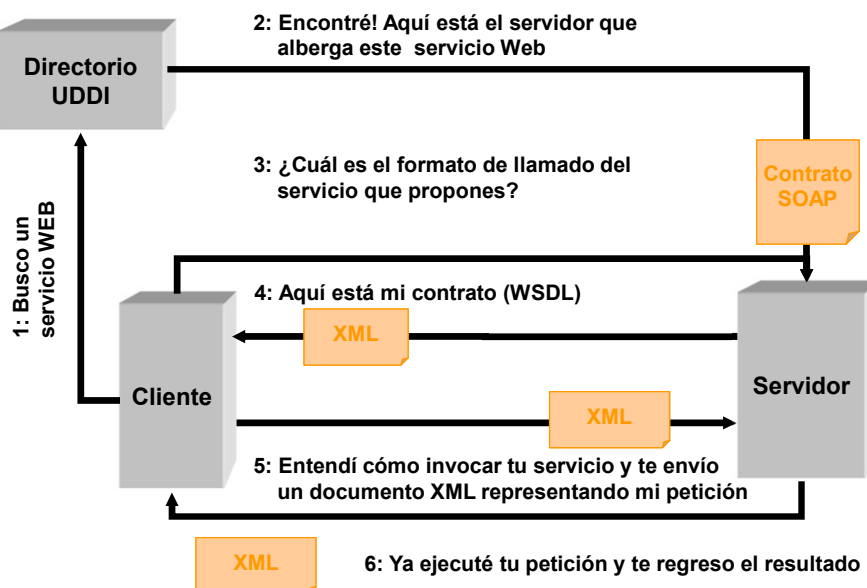 2: Encontré! Aquí está el servidor que
alberga este servicio Web
Directorio
UDDI
3: ¿Cuál es el formato de llamado del
servicio que propones?
Contrato
SOAP
1: Busco un
servicio WEB
4: Aquí está mi contrato (WSDL)
XML
Cliente
Servidor
XML
5: Entendí cómo invocar tu servicio y te envío
un documento XML representando mi petición
XML
6: Ya ejecuté tu petición y te regreso el resultado